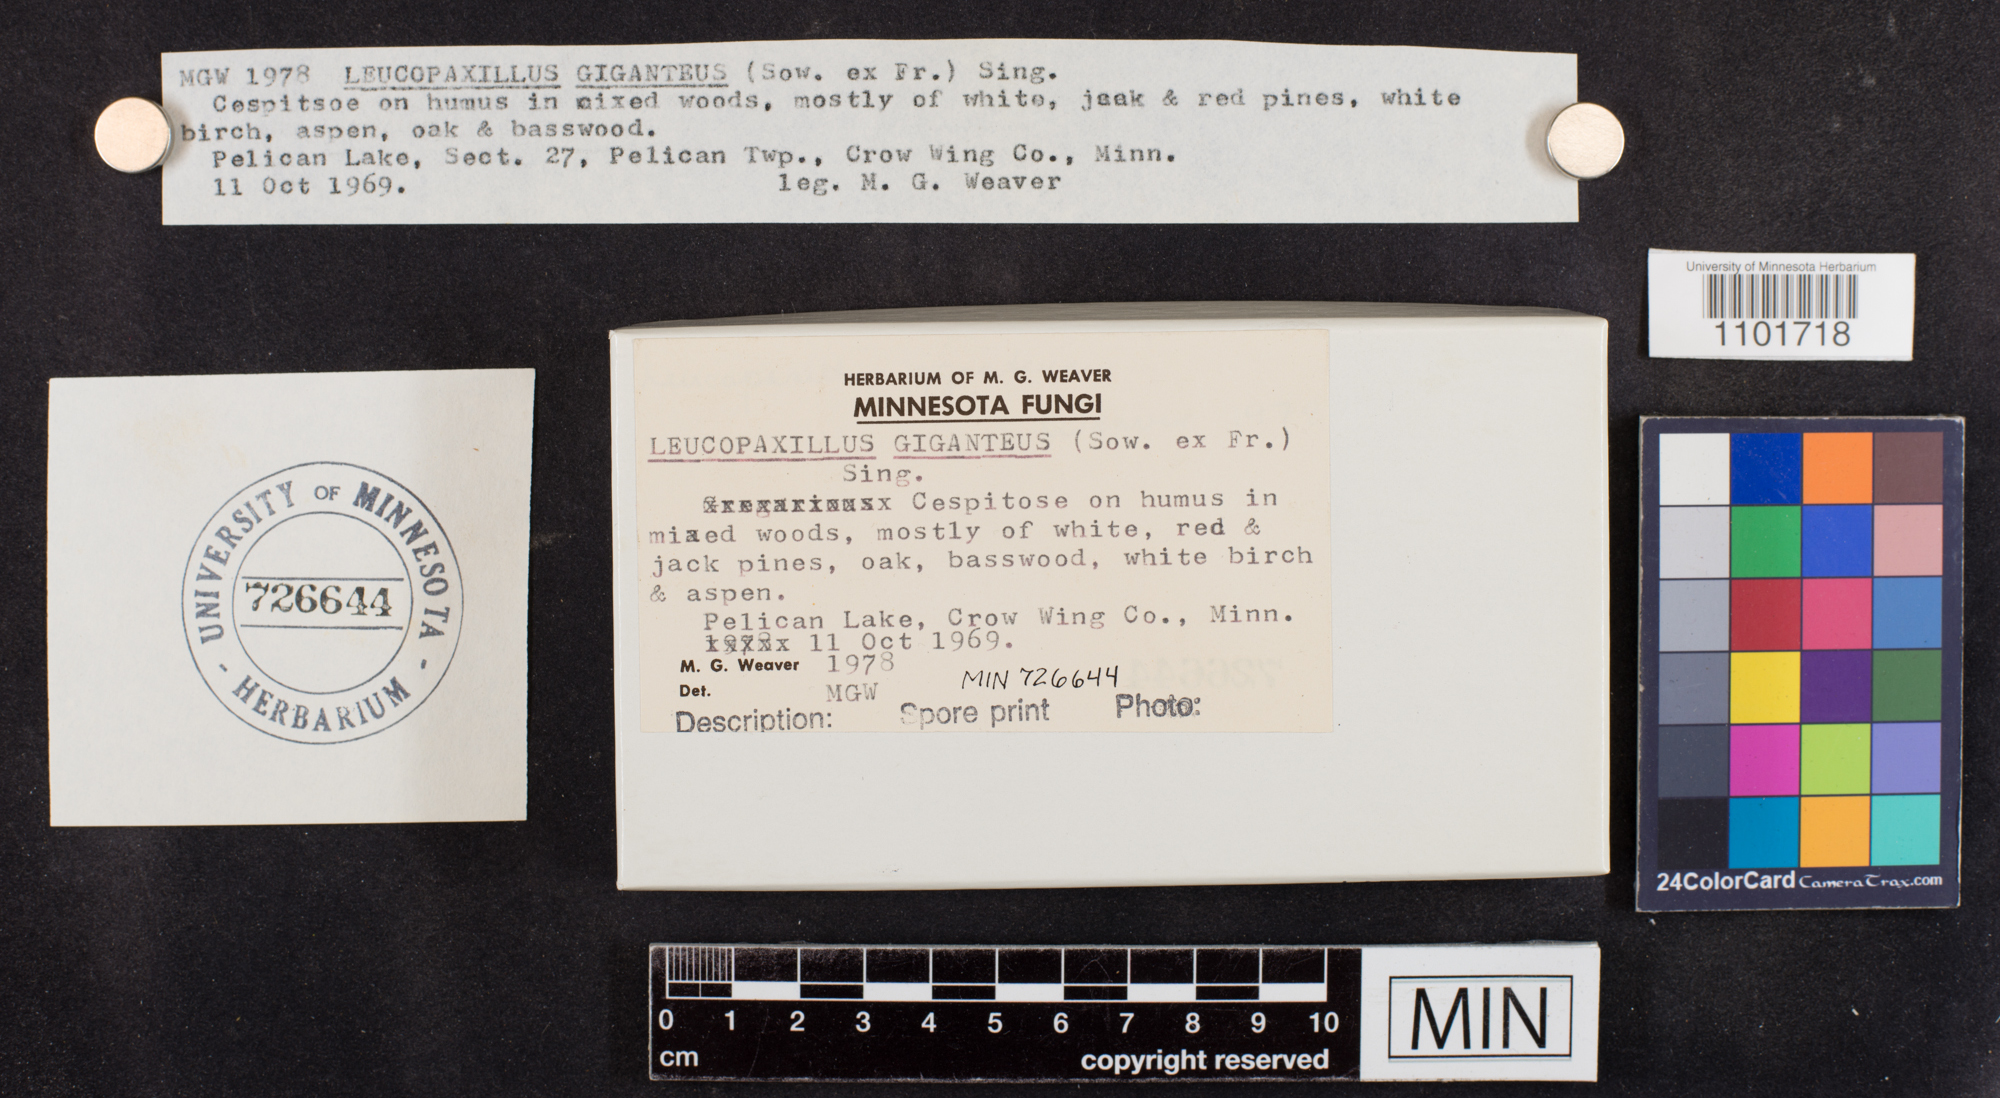 MGW 1978 LEUCOPAXILLUS GIGANTEUS (Sow. ex Fr.) Sing.
Cespitsoe on humus in mixed woods, mostly of white, jaak & red pines, white
birch, aspen, oak & basswood.
Pelican Lake, Sect. 27, Pelican Twp., Crow Wing Co., Minn.
11 Oct 1969. leg. M. G. Weaver
University of Minnesota Herbarium
1101718
UNIVERSITY OF MINNESOTA
726644
- HERBARIUM -
HERBARIUM OF M. G. WEAVER
MINNESOTA FUNGI
LEUCOPAXILLUS GIGANTEUS (Sow. ex Fr.)
Sing.
Cespitose on humus in
mixed woods, mostly of white, red &
jack pines, oak, basswood, white birch
& aspen.
Pelican Lake, Crow Wing Co., Minn.
11 Oct 1969.
M. G. Weaver 1978
Det. MGW MIN 726644
Description: Spore print Photo:
24ColorCard CameraTrax.com
0 1 2 3 4 5 6 7 8 9 10
cm copyright reserved
MIN